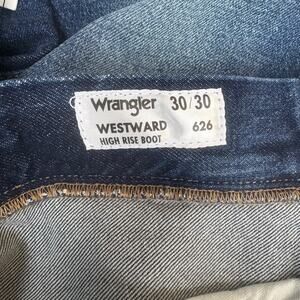 Wrangler 30/30
WESTWARD 626
HIGH RISE BOOT